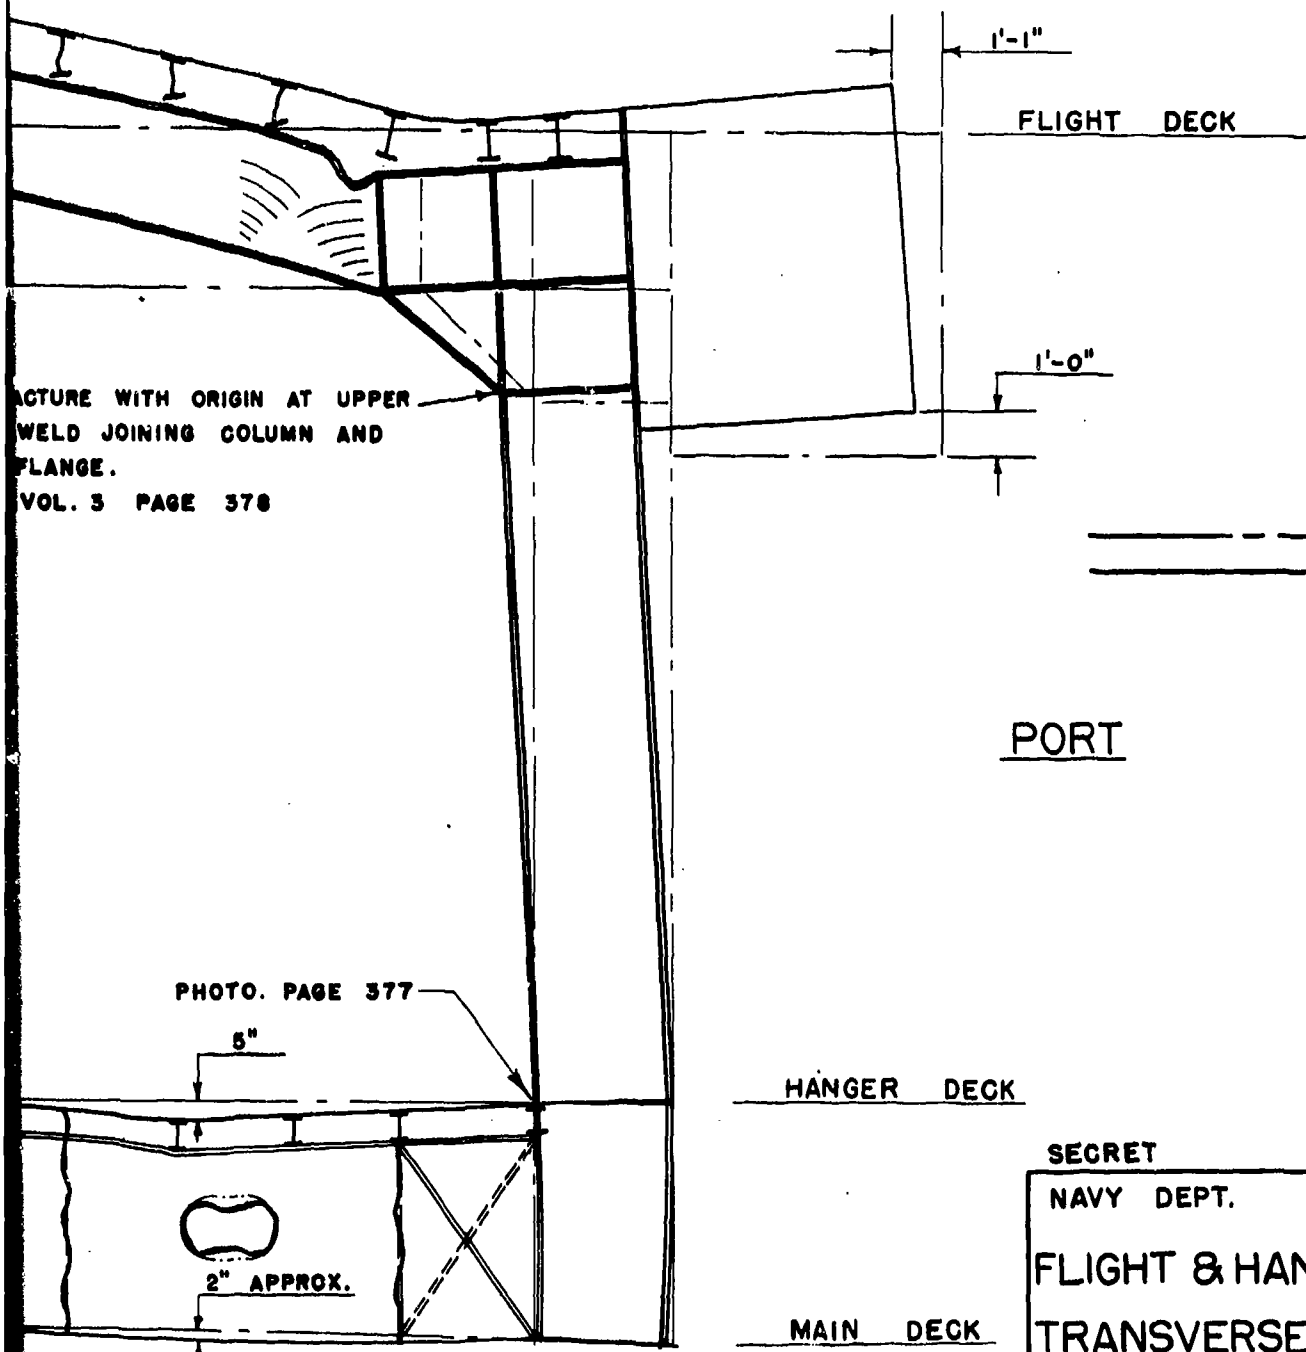 1'-1"
FLIGHT DECK
1'-0"
ACTURE WITH ORIGIN AT UPPER
WELD JOINING COLUMN AND
FLANGE.
VOL. 3 PAGE 378
PORT
PHOTO. PAGE 377
5"
HANGER DECK
SECRET
NAVY DEPT.
FLIGHT & HAN
2" APPROX.
MAIN DECK
TRANSVERSE